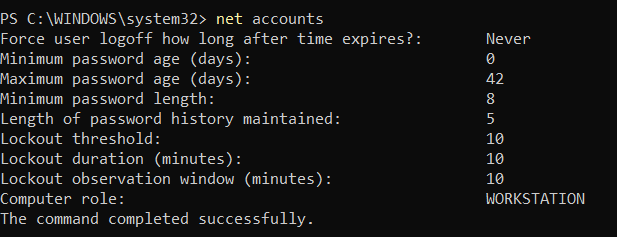 PS C:\WINDOWS\system32> net accounts
Force user logoff how long after time expires?: Never
Minimum password age (days): 0
Maximum password age (days): 42
Minimum password length: 8
Length of password history maintained: 5
Lockout threshold: 10
Lockout duration (minutes): 10
Lockout observation window (minutes): 10
Computer role: WORKSTATION
The command completed successfully.